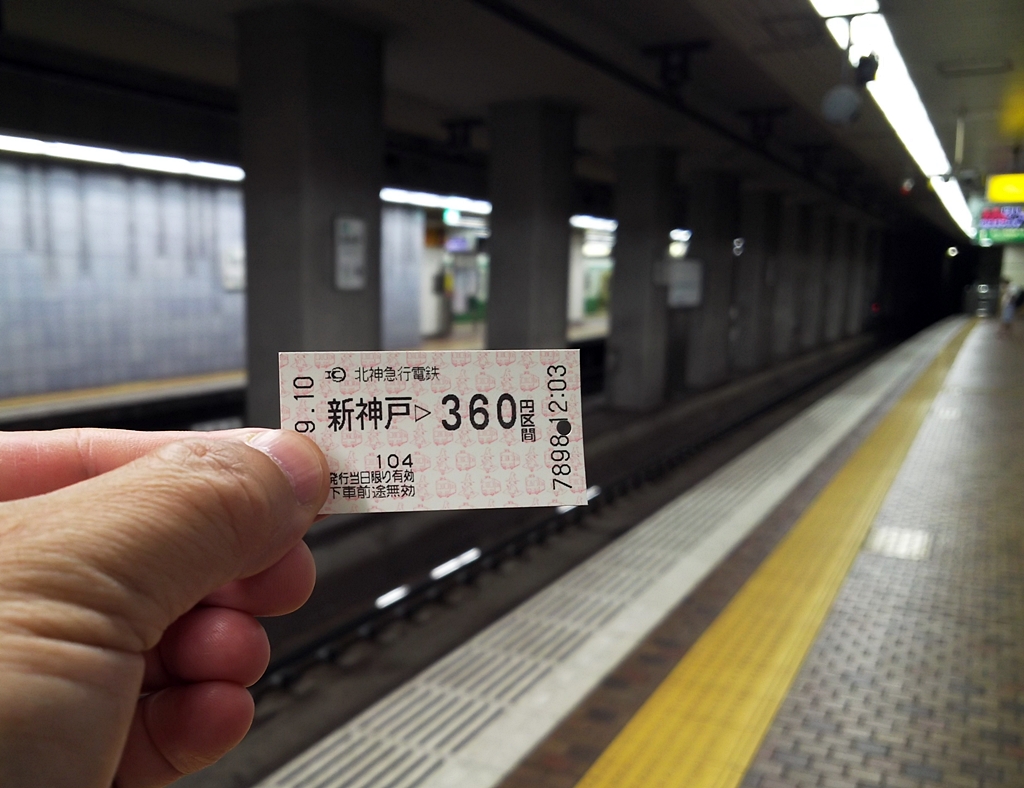 北神急行電鉄
新神戸▷360円区間
104
発行当日限り有効
下車前途無効
9.10
7898
12:03